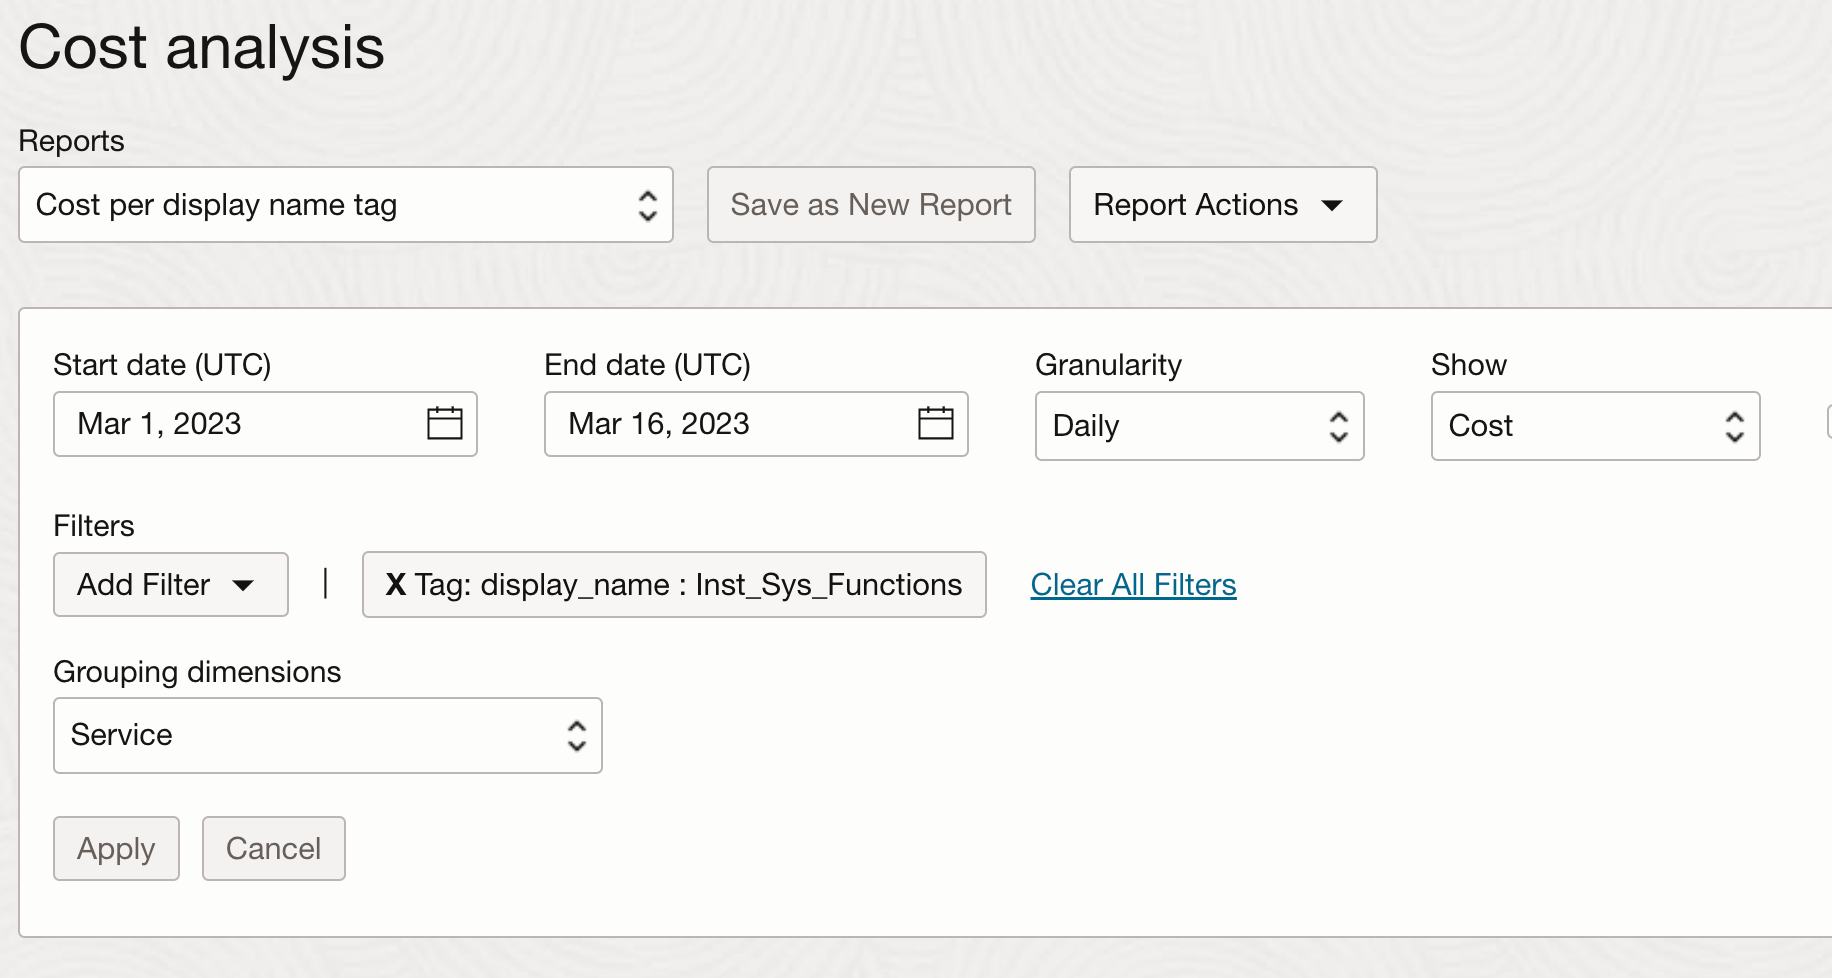 Cost analysis
Reports
Cost per display name tag
Save as New Report
Report Actions
Start date (UTC)
End date (UTC)
Granularity
Show
Mar 1, 2023
Mar 16, 2023
Daily
Cost
Filters
Add Filter
|
X Tag: display_name : Inst_Sys_Functions
Clear All Filters
Grouping dimensions
Service
Apply
Cancel